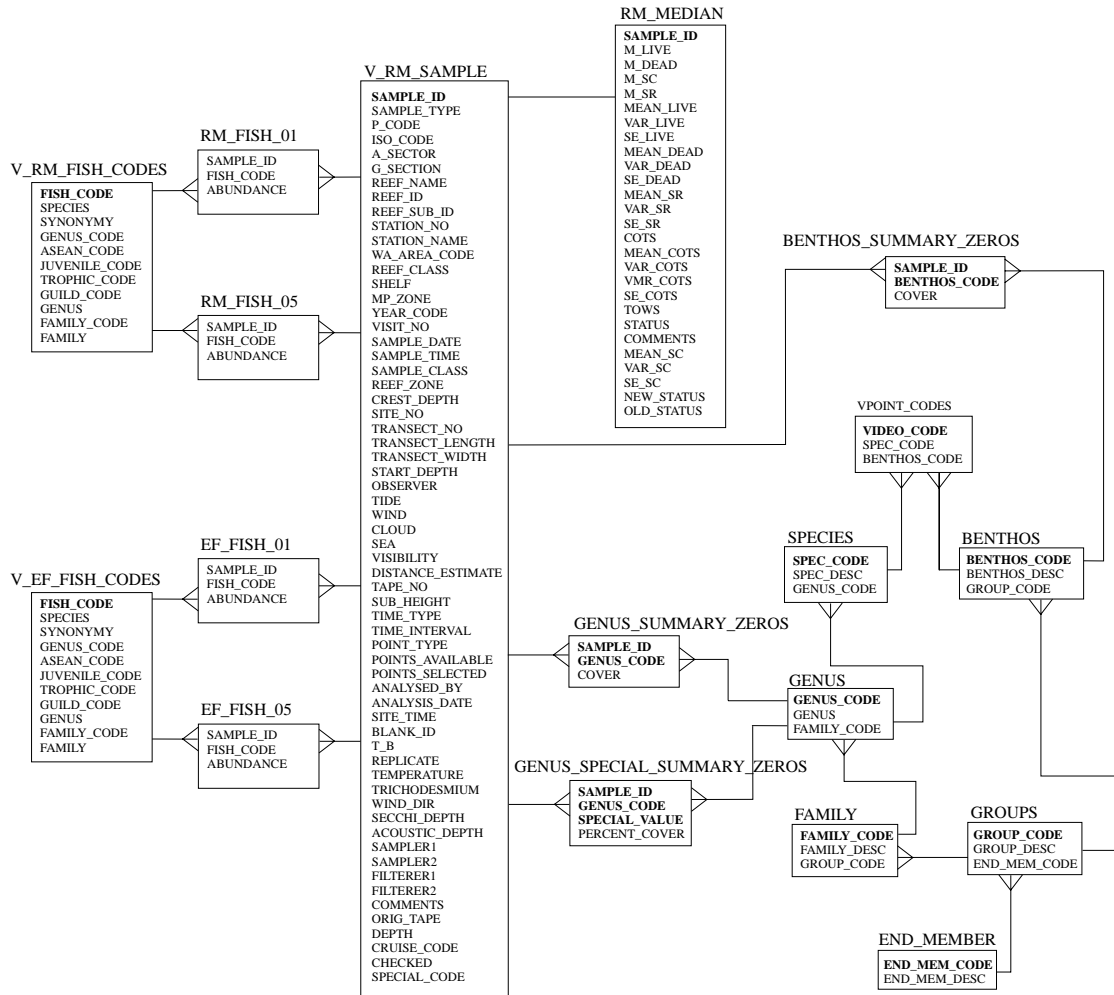 RM_MEDIAN
SAMPLE_ID
M_LIVE
M_DEAD
M_SC
M_SR
MEAN_LIVE
VAR_LIVE
SE_LIVE
MEAN_DEAD
VAR_DEAD
SE_DEAD
MEAN_SR
VAR_SR
SE_SR
COTS
MEAN_COTS
VAR_COTS
VMR_COTS
SE_COTS
TOWS
STATUS
COMMENTS
MEAN_SC
VAR_SC
SE_SC
NEW_STATUS
OLD_STATUS
V_RM_SAMPLE
SAMPLE_ID
SAMPLE_TYPE
P_CODE
ISO_CODE
A_SECTOR
G_SECTION
REEF_NAME
REEF_ID
REEF_SUB_ID
STATION_NO
STATION_NAME
WA_AREA_CODE
REEF_CLASS
SHELF
MP_ZONE
YEAR_CODE
VISIT_NO
SAMPLE_DATE
SAMPLE_TIME
SAMPLE_CLASS
REEF_ZONE
CREST_DEPTH
SITE_NO
TRANSECT_NO
TRANSECT_LENGTH
TRANSECT_WIDTH
START_DEPTH
OBSERVER
TIDE
WIND
CLOUD
SEA
VISIBILITY
DISTANCE_ESTIMATE
TAPE_NO
SUB_HEIGHT
TIME_TYPE
TIME_INTERVAL
POINT_TYPE
POINTS_AVAILABLE
POINTS_SELECTED
ANALYSED_BY
ANALYSIS_DATE
SITE_TIME
BLANK_ID
T_B
REPLICATE
TEMPERATURE
TRICHODESMIUM
WIND_DIR
SECCHI_DEPTH
ACOUSTIC_DEPTH
SAMPLER1
SAMPLER2
FILTERER1
FILTERER2
COMMENTS
ORIG_TAPE
DEPTH
CRUISE_CODE
CHECKED
SPECIAL_CODE
RM_FISH_01
SAMPLE_ID
FISH_CODE
ABUNDANCE
V_RM_FISH_CODES
FISH_CODE
SPECIES
SYNONYMY
GENUS_CODE
ASEAN_CODE
JUVENILE_CODE
TROPHIC_CODE
GUILD_CODE
GENUS
FAMILY_CODE
FAMILY
RM_FISH_05
SAMPLE_ID
FISH_CODE
ABUNDANCE
EF_FISH_01
SAMPLE_ID
FISH_CODE
ABUNDANCE
V_EF_FISH_CODES
FISH_CODE
SPECIES
SYNONYMY
GENUS_CODE
ASEAN_CODE
JUVENILE_CODE
TROPHIC_CODE
GUILD_CODE
GENUS
FAMILY_CODE
FAMILY
EF_FISH_05
SAMPLE_ID
FISH_CODE
ABUNDANCE
BENTHOS_SUMMARY_ZEROS
SAMPLE_ID
BENTHOS_CODE
COVER
VPOINT_CODES
VIDEO_CODE
SPEC_CODE
BENTHOS_CODE
SPECIES
SPEC_CODE
SPEC_DESC
GENUS_CODE
BENTHOS
BENTHOS_CODE
BENTHOS_DESC
GROUP_CODE
GENUS_SUMMARY_ZEROS
SAMPLE_ID
GENUS_CODE
COVER
GENUS
GENUS_CODE
GENUS
FAMILY_CODE
GENUS_SPECIAL_SUMMARY_ZEROS
SAMPLE_ID
GENUS_CODE
SPECIAL_VALUE
PERCENT_COVER
FAMILY
FAMILY_CODE
FAMILY_DESC
GROUP_CODE
GROUPS
GROUP_CODE
GROUP_DESC
END_MEM_CODE
END_MEMBER
END_MEM_CODE
END_MEM_DESC